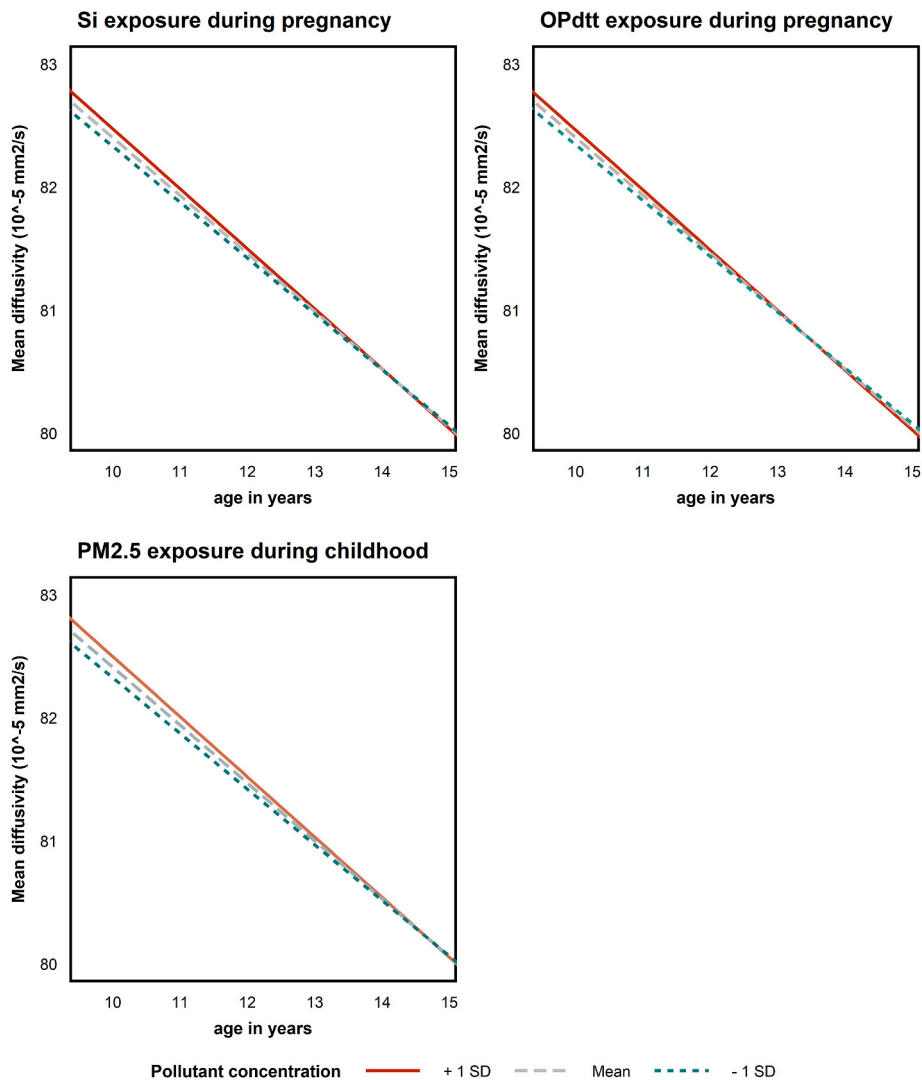 Si exposure during pregnancy
83
82
81
80
Mean diffusivity (10^-5 mm2/s)
10 11 12 13 14 15
age in years
OPdtt exposure during pregnancy
83
82
81
80
Mean diffusivity (10^-5 mm2/s)
10 11 12 13 14 15
age in years
PM2.5 exposure during childhood
83
82
81
80
Mean diffusivity (10^-5 mm2/s)
10 11 12 13 14 15
age in years
Pollutant concentration + 1 SD Mean - 1 SD